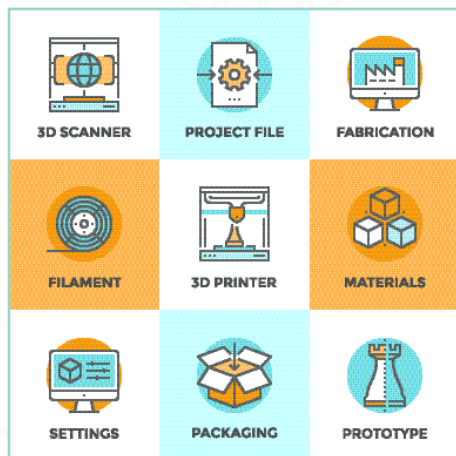 3D SCANNER
PROJECT FILE
FABRICATION
FILAMENT
3D PRINTER
MATERIALS
SETTINGS
PACKAGING
PROTOTYPE